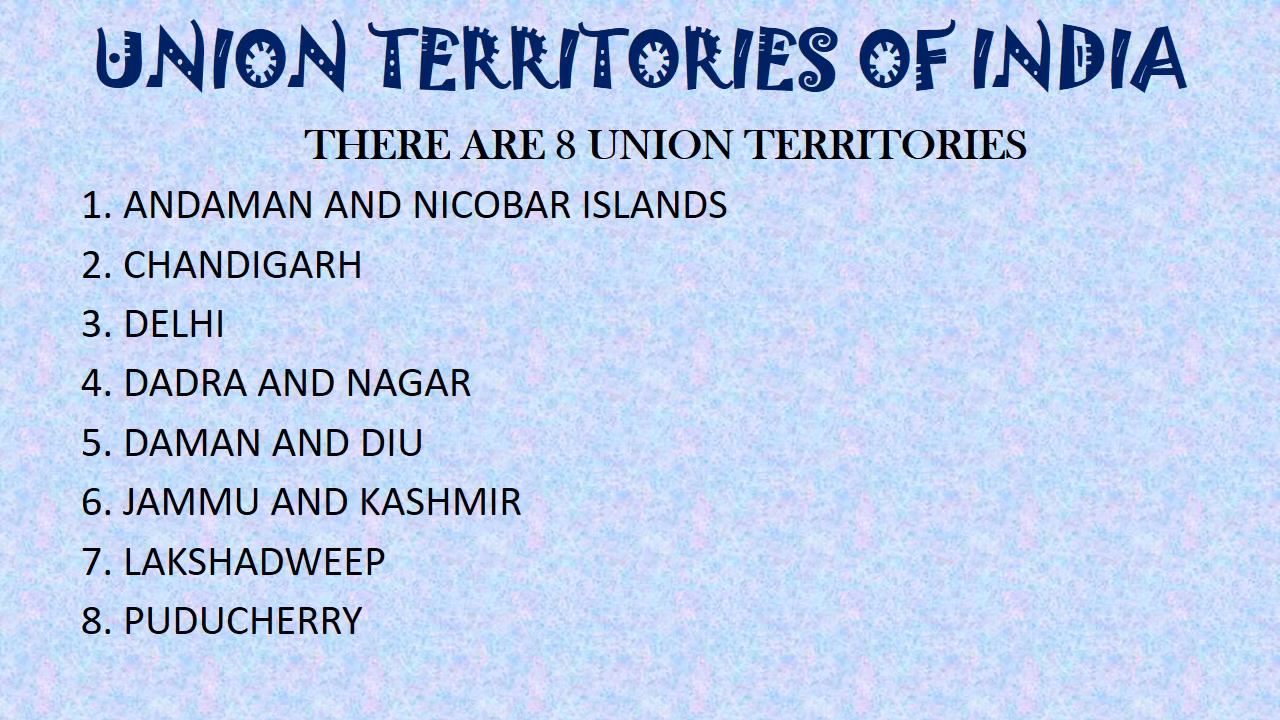 UNION TERRITORIES OF INDIA
THERE ARE 8 UNION TERRITORIES
1. ANDAMAN AND NICOBAR ISLANDS
2. CHANDIGARH
3. DELHI
4. DADRA AND NAGAR
5. DAMAN AND DIU
6. JAMMU AND KASHMIR
7. LAKSHADWEEP
8. PUDUCHERRY